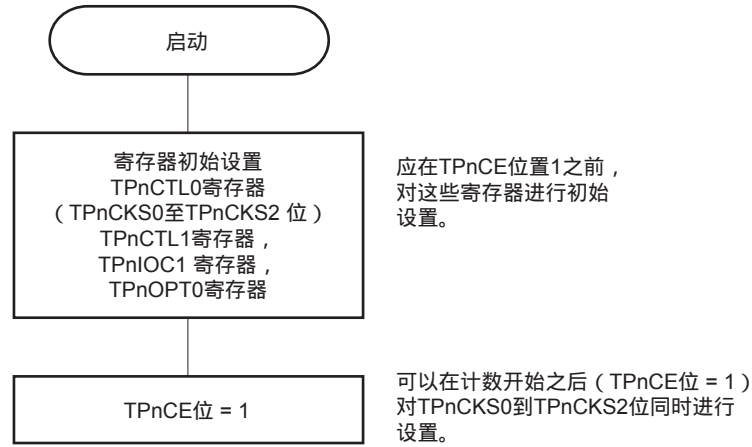 启动
寄存器初始设置
TPnCTL0寄存器
（TPnCKS0至TPnCKS2 位）
TPnCTL1寄存器，
TPnIOC1 寄存器，
TPnOPT0寄存器
应在TPnCE位置1之前，
对这些寄存器进行初始
设置。
TPnCE位 = 1
可以在计数开始之后（TPnCE位 = 1）
对TPnCKS0到TPnCKS2位同时进行
设置。